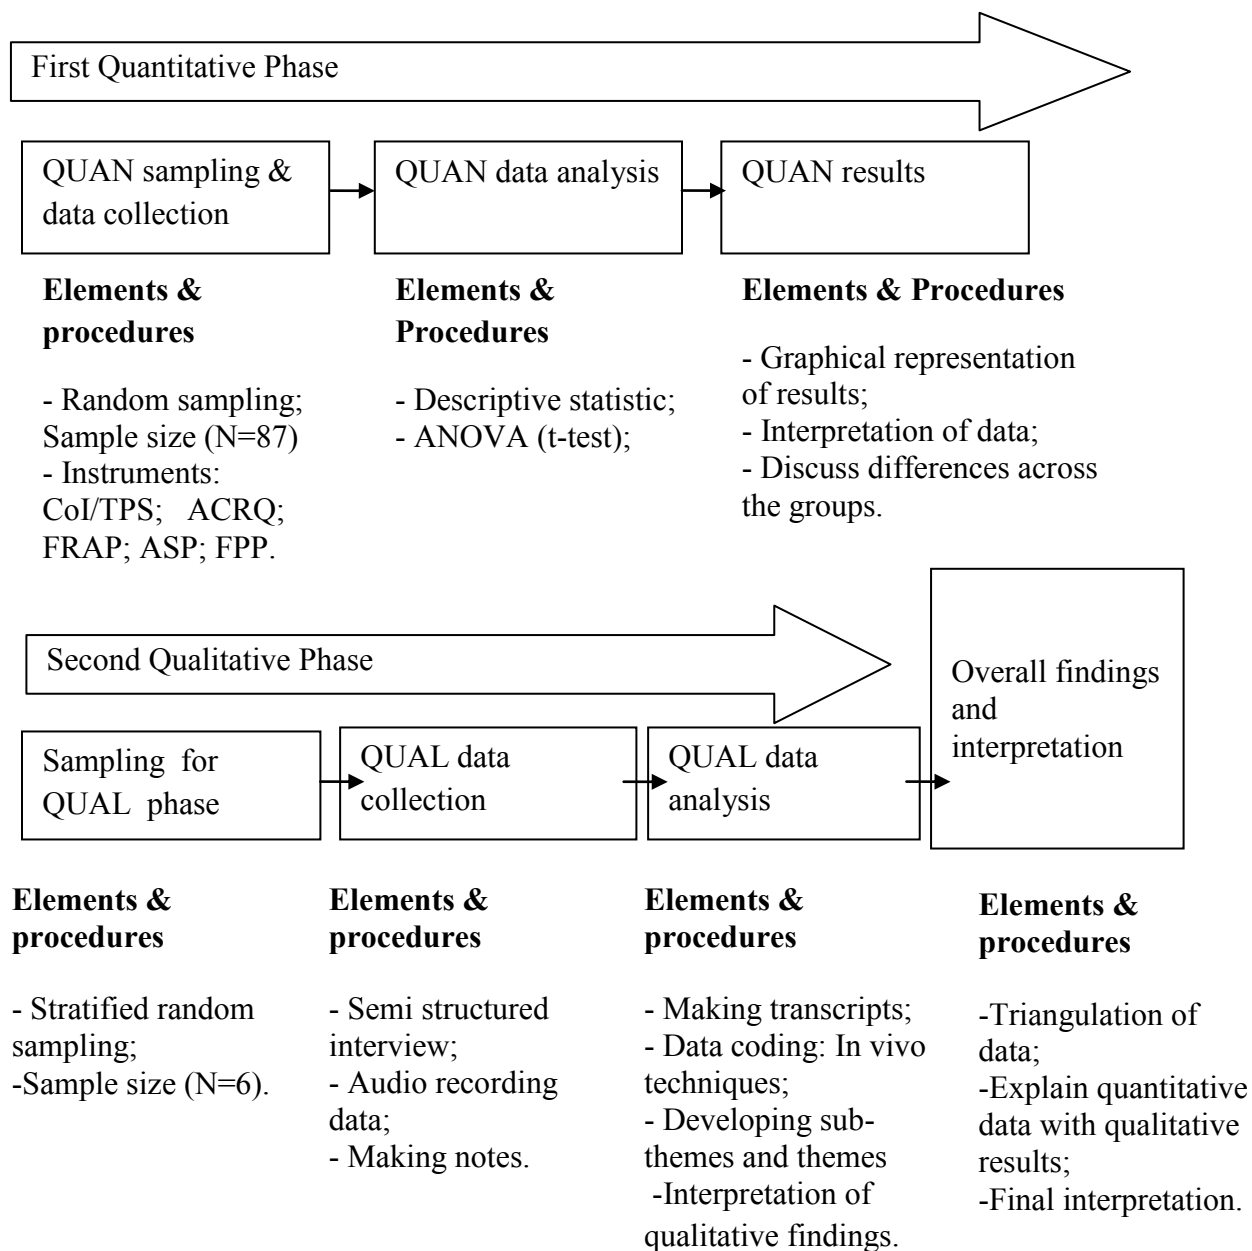 First Quantitative Phase
QUAN sampling &
data collection
QUAN data analysis
QUAN results
Elements &
procedures
- Random sampling;
Sample size (N=87)
- Instruments:
CoI/TPS; ACRQ;
FRAP; ASP; FPP.
Elements &
Procedures
- Descriptive statistic;
- ANOVA (t-test);
Elements & Procedures
- Graphical representation
of results;
- Interpretation of data;
- Discuss differences across
the groups.
Second Qualitative Phase
Sampling for
QUAL phase
QUAL data
collection
QUAL data
analysis
Overall findings
and
interpretation
Elements &
procedures
- Stratified random
sampling;
-Sample size (N=6).
Elements &
procedures
- Semi structured
interview;
- Audio recording
data;
- Making notes.
Elements &
procedures
- Making transcripts;
- Data coding: In vivo
techniques;
- Developing sub-
themes and themes
-Interpretation of
qualitative findings.
Elements &
procedures
-Triangulation of
data;
-Explain quantitative
data with qualitative
results;
-Final interpretation.